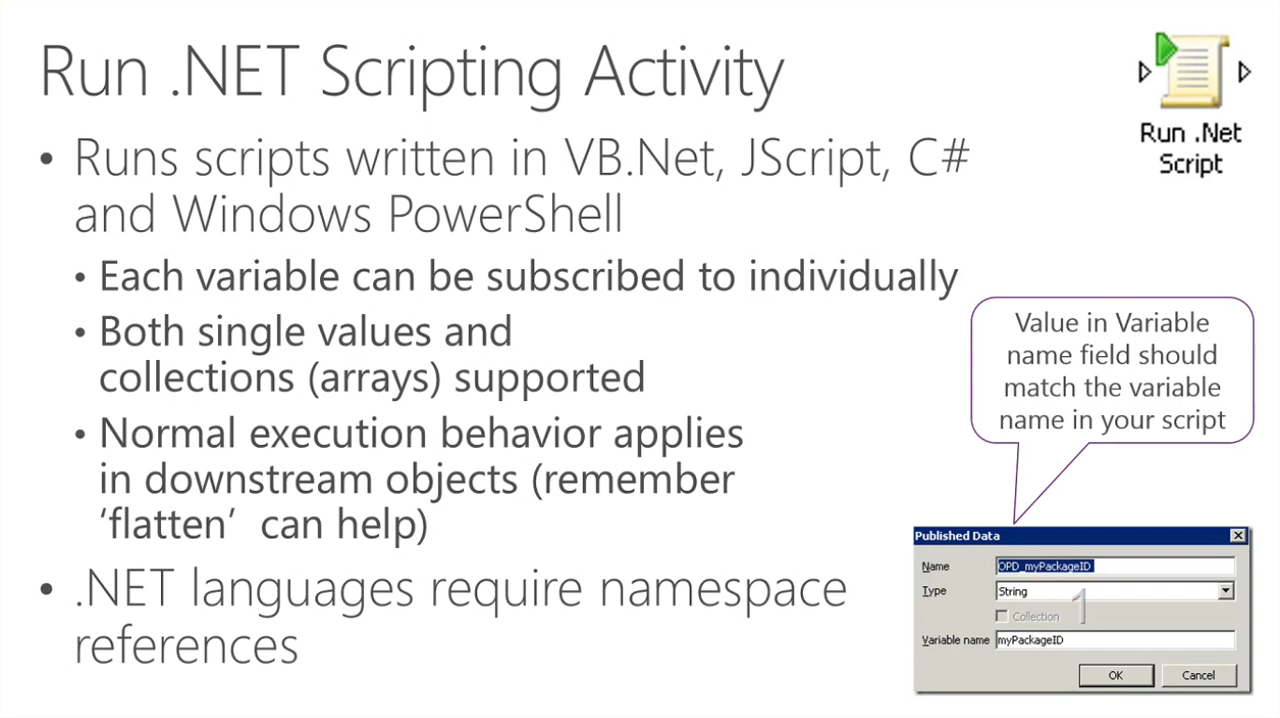 Run .NET Scripting Activity
Run .Net
Script
• Runs scripts written in VB.Net, JScript, C#
and Windows PowerShell
• Each variable can be subscribed to individually
• Both single values and
collections (arrays) supported
• Normal execution behavior applies
in downstream objects (remember
‘flatten’ can help)
• .NET languages require namespace
references
Value in Variable
name field should
match the variable
name in your script
Published Data
Name OPD_myPackageID
Type String
1
Collection
Variable name myPackageID
OK Cancel